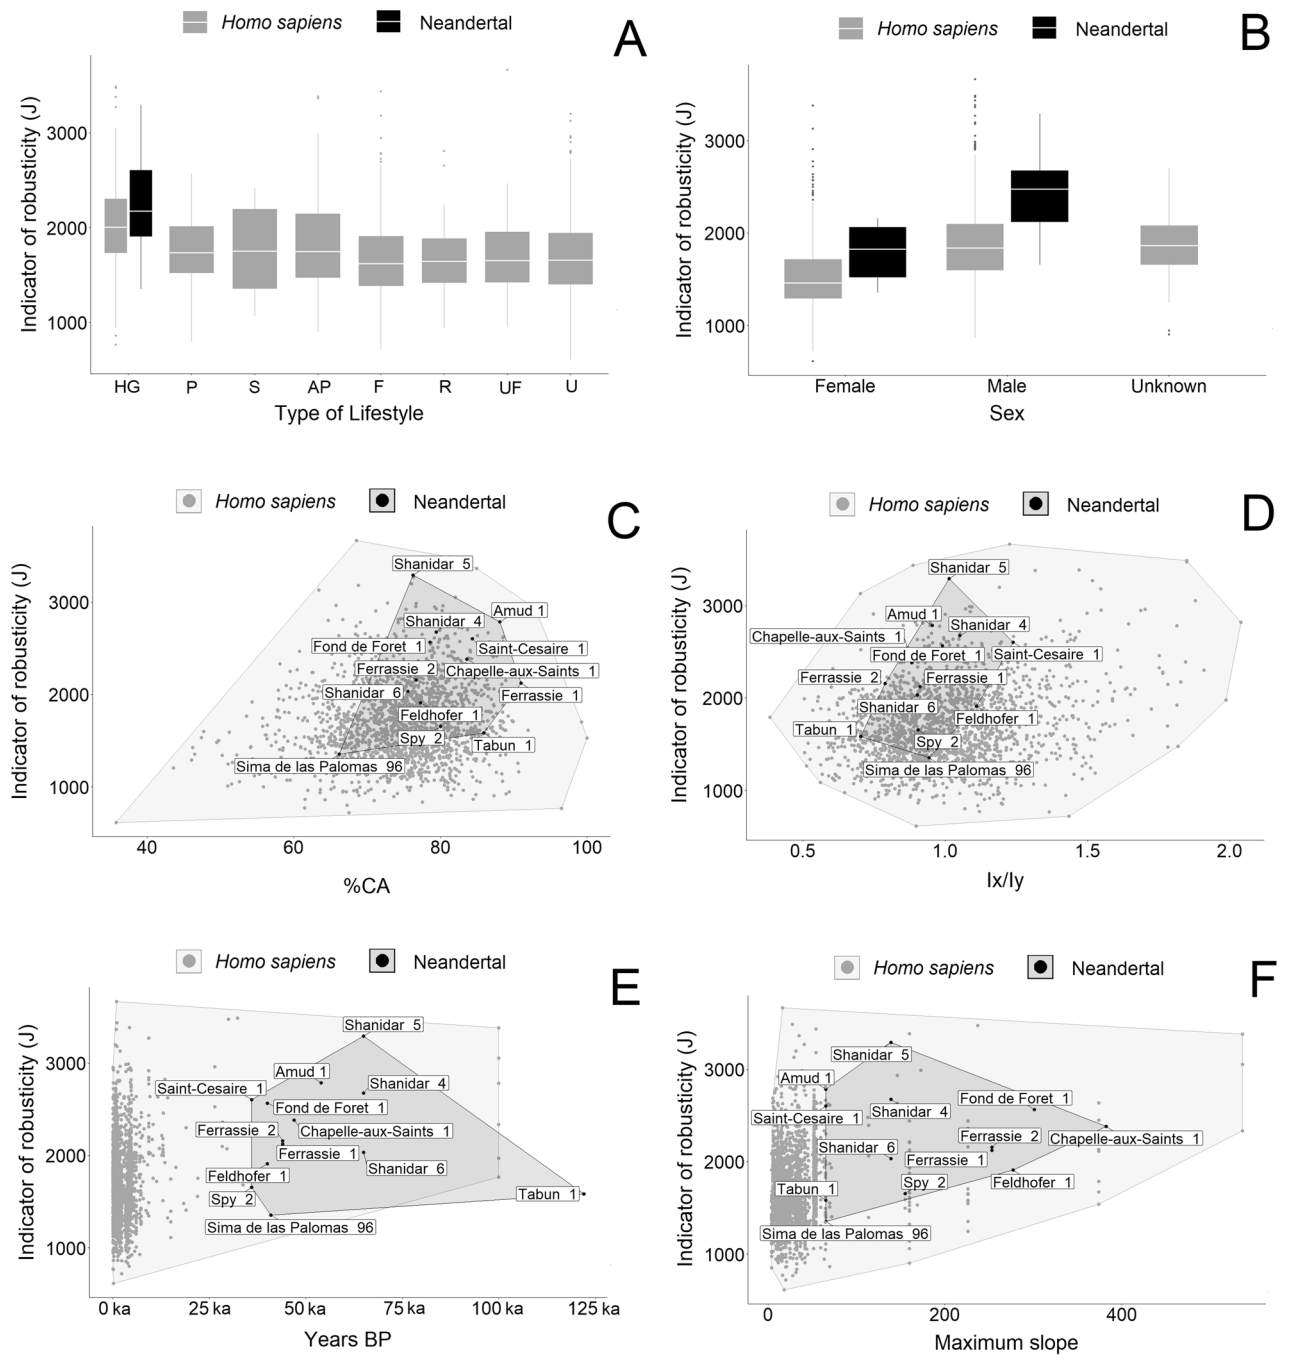 Homo sapiens Neandertal
A
Indicator of robusticity (J)
3000
2000
1000
HG P S AP F R UF U
Type of Lifestyle
Homo sapiens Neandertal
B
Indicator of robusticity (J)
3000
2000
1000
Female Male Unknown
Sex
Homo sapiens Neandertal
C
Indicator of robusticity (J)
3000
2000
1000
Shanidar 5
Amud 1
Shanidar 4
Fond de Foret 1
Saint-Cesaire 1
Ferrassie 2
Chapelle-aux-Saints 1
Shanidar 6
Ferrassie 1
Feldhofer 1
Spy 2
Tabun 1
Sima de las Palomas 96
40 60 80 100
%CA
Homo sapiens Neandertal
D
Indicator of robusticity (J)
3000
2000
1000
Shanidar 5
Amud 1
Shanidar 4
Chapelle-aux-Saints 1
Fond de Foret 1
Saint-Cesaire 1
Ferrassie 2
Ferrassie 1
Shanidar 6
Feldhofer 1
Tabun 1
Spy 2
Sima de las Palomas 96
0.5 1.0 1.5 2.0
Ix/Iy
Homo sapiens Neandertal
E
Indicator of robusticity (J)
3000
2000
1000
Shanidar 5
Amud 1
Saint-Cesaire 1
Shanidar 4
Fond de Foret 1
Ferrassie 2
Chapelle-aux-Saints 1
Ferrassie 1
Shanidar 6
Feldhofer 1
Spy 2
Tabun 1
Sima de las Palomas 96
0 ka 25 ka 50 ka 75 ka 100 ka 125 ka
Years BP
Homo sapiens Neandertal
F
Indicator of robusticity (J)
3000
2000
1000
Shanidar 5
Amud 1
Fond de Foret 1
Saint-Cesaire 1
Shanidar 4
Ferrassie 2
Chapelle-aux-Saints 1
Shanidar 6
Ferrassie 1
Feldhofer 1
Tabun 1
Spy 2
Sima de las Palomas 96
0 200 400
Maximum slope